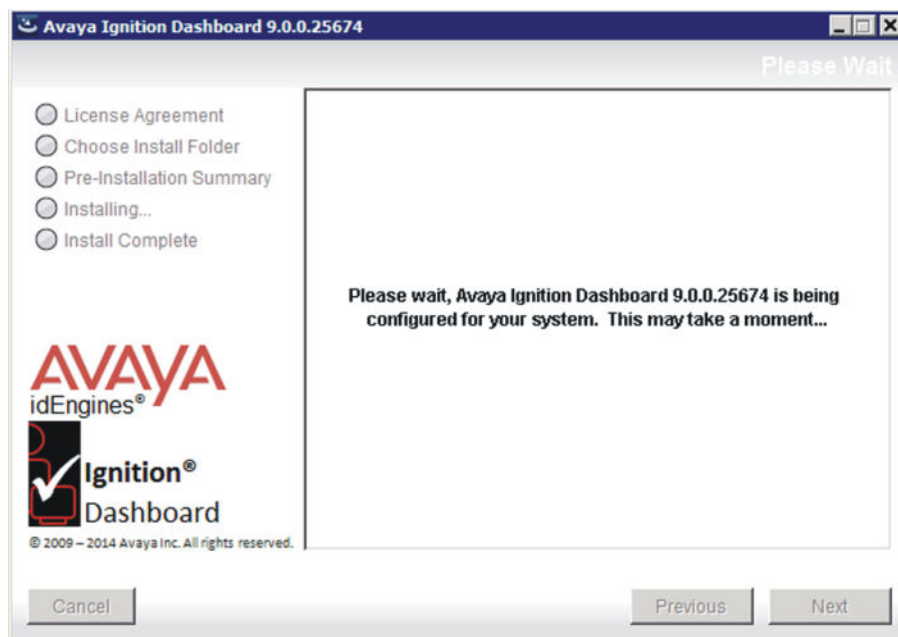 Avaya Ignition Dashboard 9.0.0.25674
Please Wait
License Agreement
Choose Install Folder
Pre-Installation Summary
Installing...
Install Complete
Please wait, Avaya Ignition Dashboard 9.0.0.25674 is being
configured for your system. This may take a moment...
AVAYA
idEngines®
Ignition®
Dashboard
© 2009 – 2014 Avaya Inc. All rights reserved.
Cancel
Previous
Next